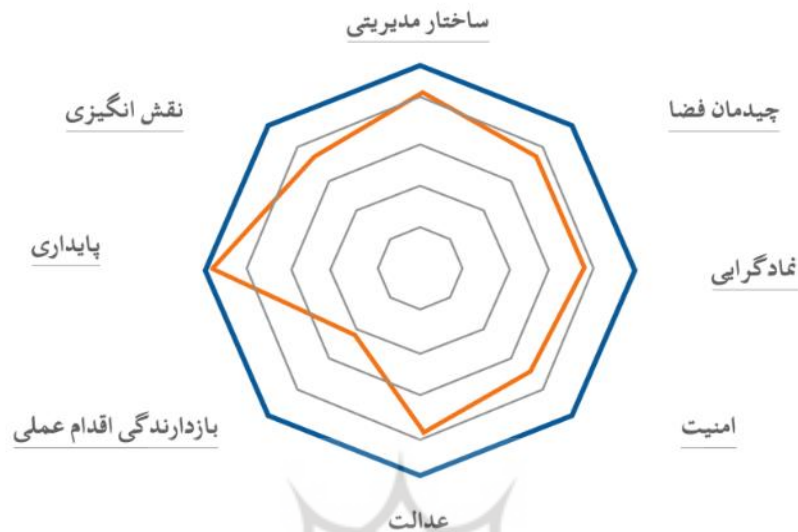 ساختار مدیریتی
چیدمان فضا
نقش انگیزی
نمادگرایی
پایداری
امنیت
بازدارندگی اقدام عملی
عدالت